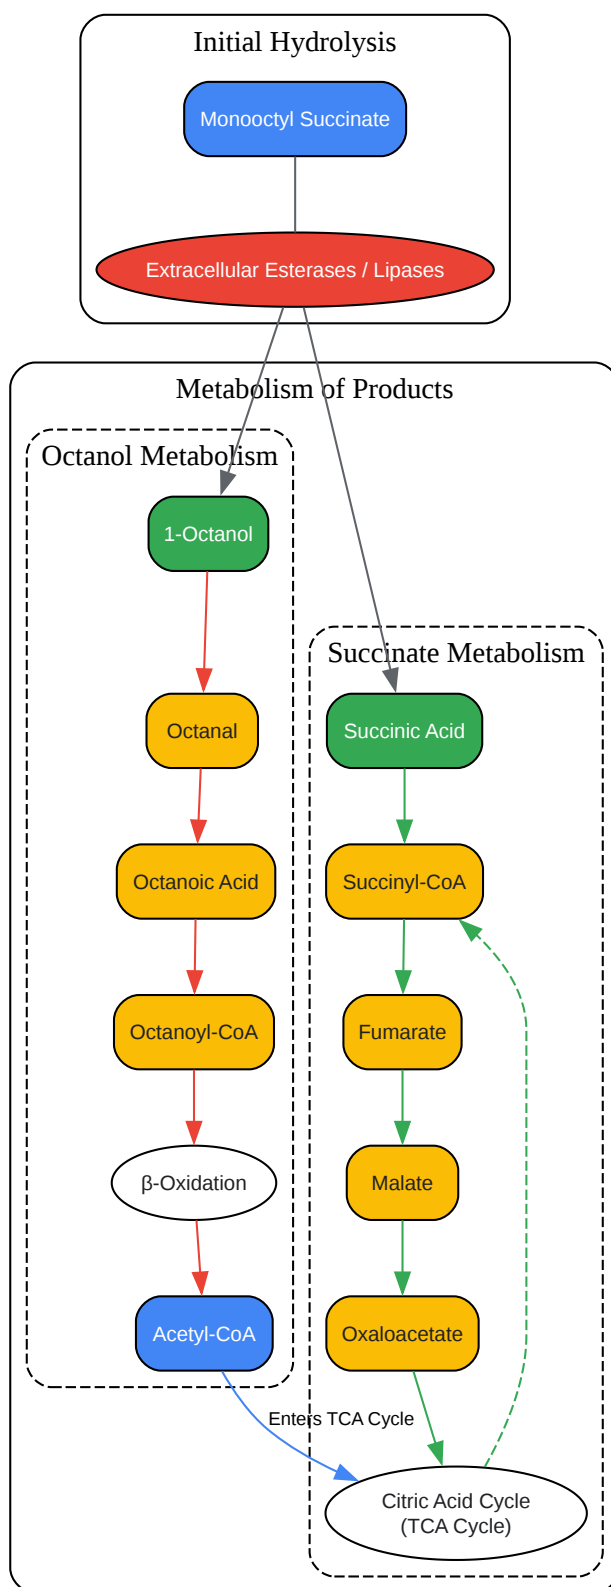 Initial Hydrolysis
Monooctyl Succinate
Extracellular Esterases / Lipases
Metabolism of Products
Octanol Metabolism
1-Octanol
Octanal
Octanoic Acid
Octanoyl-CoA
β-Oxidation
Acetyl-CoA
Succinate Metabolism
Succinic Acid
Succinyl-CoA
Fumarate
Malate
Oxaloacetate
Enters TCA Cycle
Citric Acid Cycle
(TCA Cycle)